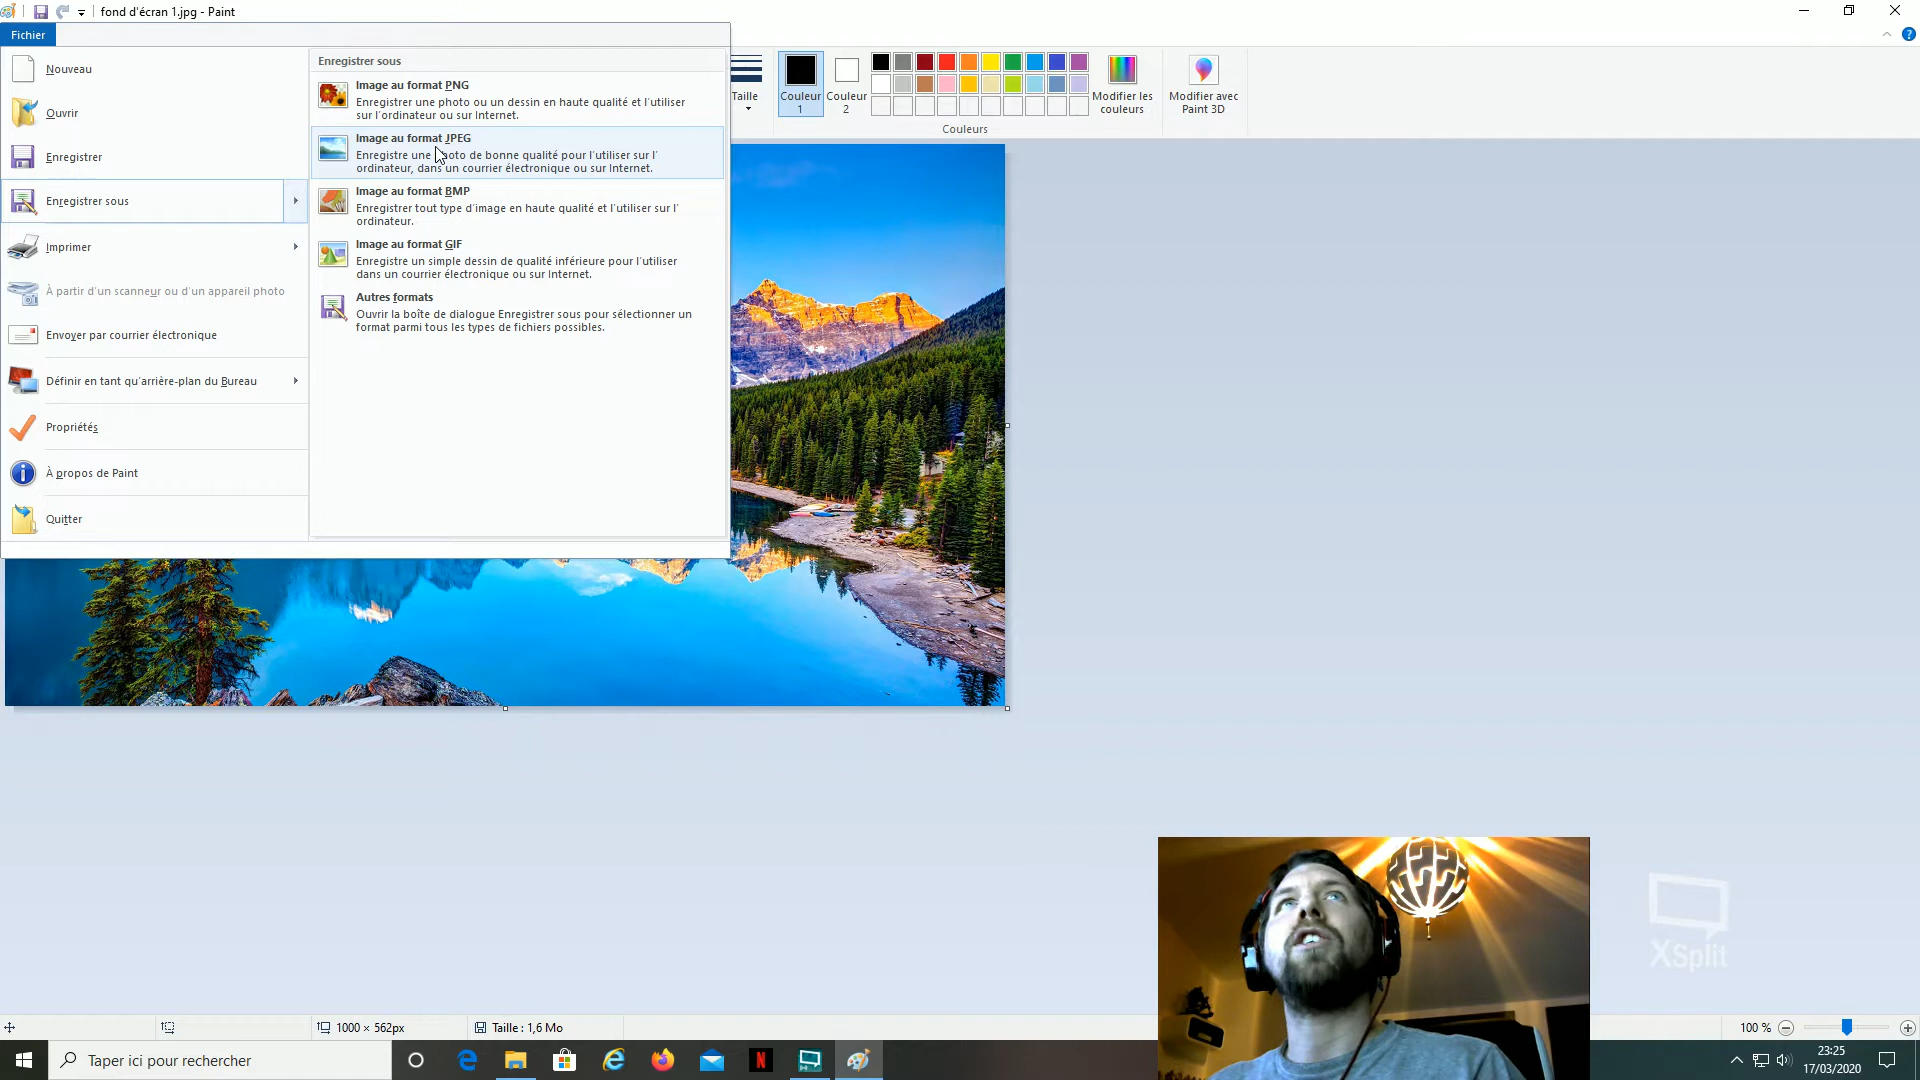 fond d'écran 1.jpg - Paint
Fichier
Nouveau
Ouvrir
Enregistrer
Enregistrer sous
Imprimer
À partir d'un scanneur ou d'un appareil photo
Envoyer par courrier électronique
Définir en tant qu'arrière-plan du Bureau
Propriétés
À propos de Paint
Quitter
Enregistrer sous
Image au format PNG
Enregistrer une photo ou un dessin en haute qualité et l'utiliser
sur l'ordinateur ou sur Internet.
Image au format JPEG
Enregistre une photo de bonne qualité pour l'utiliser sur l'
ordinateur, dans un courrier électronique ou sur Internet.
Image au format BMP
Enregistrer tout type d'image en haute qualité et l'utiliser sur l'
ordinateur.
Image au format GIF
Enregistre un simple dessin de qualité inférieure pour l'utiliser
dans un courrier électronique ou sur Internet.
Autres formats
Ouvrir la boîte de dialogue Enregistrer sous pour sélectionner un
format parmi tous les types de fichiers possibles.
Taille
Couleur
1
Couleur
2
Modifier les
couleurs
Modifier avec
Paint 3D
Couleurs
XSplit
1000 × 562px
Taille : 1,6 Mo
100 %
Taper ici pour rechercher
23:25
17/03/2020